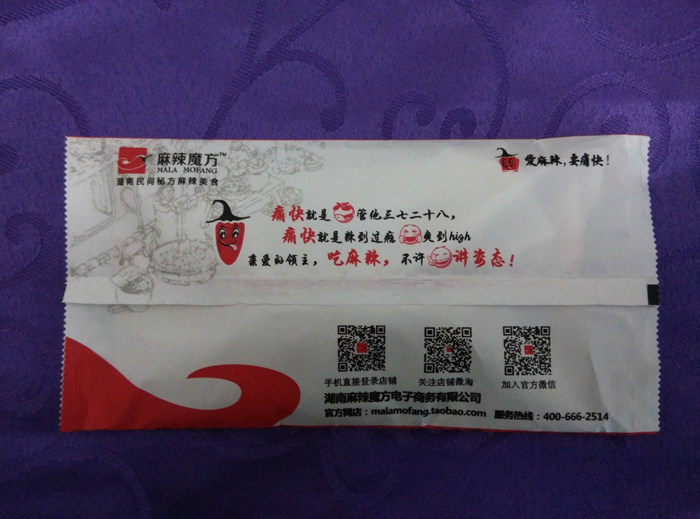 麻辣魔方™
MALA MOFANG
湖南民间秘方麻辣美食
爱麻辣,要痛快!
痛快就是管他三七二十八,
痛快就是辣到过瘾爽到high
亲爱的领主,吃麻辣,不许讲姿态!
手机直接登录店铺
关注店铺微淘
加入官方微信
湖南麻辣魔方电子商务有限公司
官方网店:malamofang.taobao.com 服务热线:400-666-2514